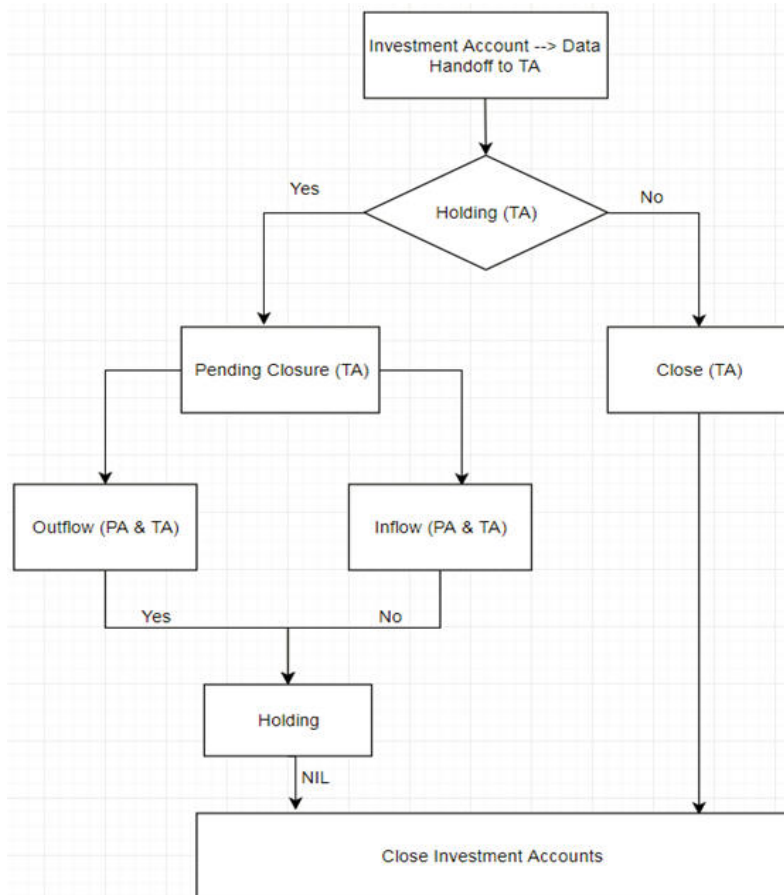 Investment Account --> Data
Handoff to TA
Yes
No
Holding (TA)
Pending Closure (TA)
Close (TA)
Outflow (PA & TA)
Inflow (PA & TA)
Yes
No
Holding
NIL
Close Investment Accounts